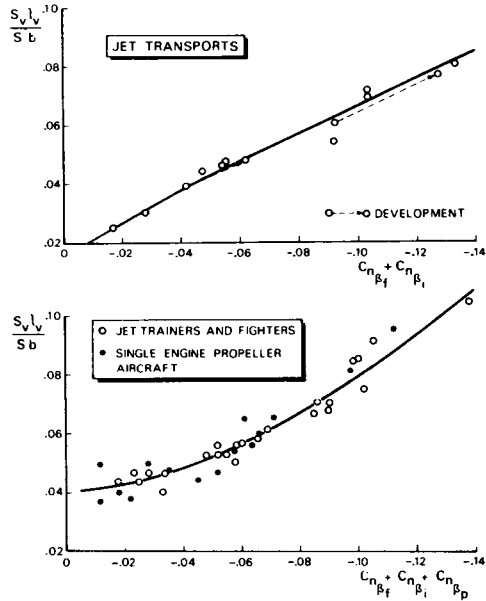 S_v l_v
S b
JET TRANSPORTS
.10
.08
.06
.04
.02
0 -.02 -.04 -.06 -.08 -.10 -.12 -.14
DEVELOPMENT
C_nβf + C_nβi
S_v l_v
S b
JET TRAINERS AND FIGHTERS
SINGLE ENGINE PROPELLER
AIRCRAFT
.10
.08
.06
.04
.02
0 -.02 -.04 -.06 -.08 -.10 -.12 -.14
C_nβf + C_nβi + C_nβp